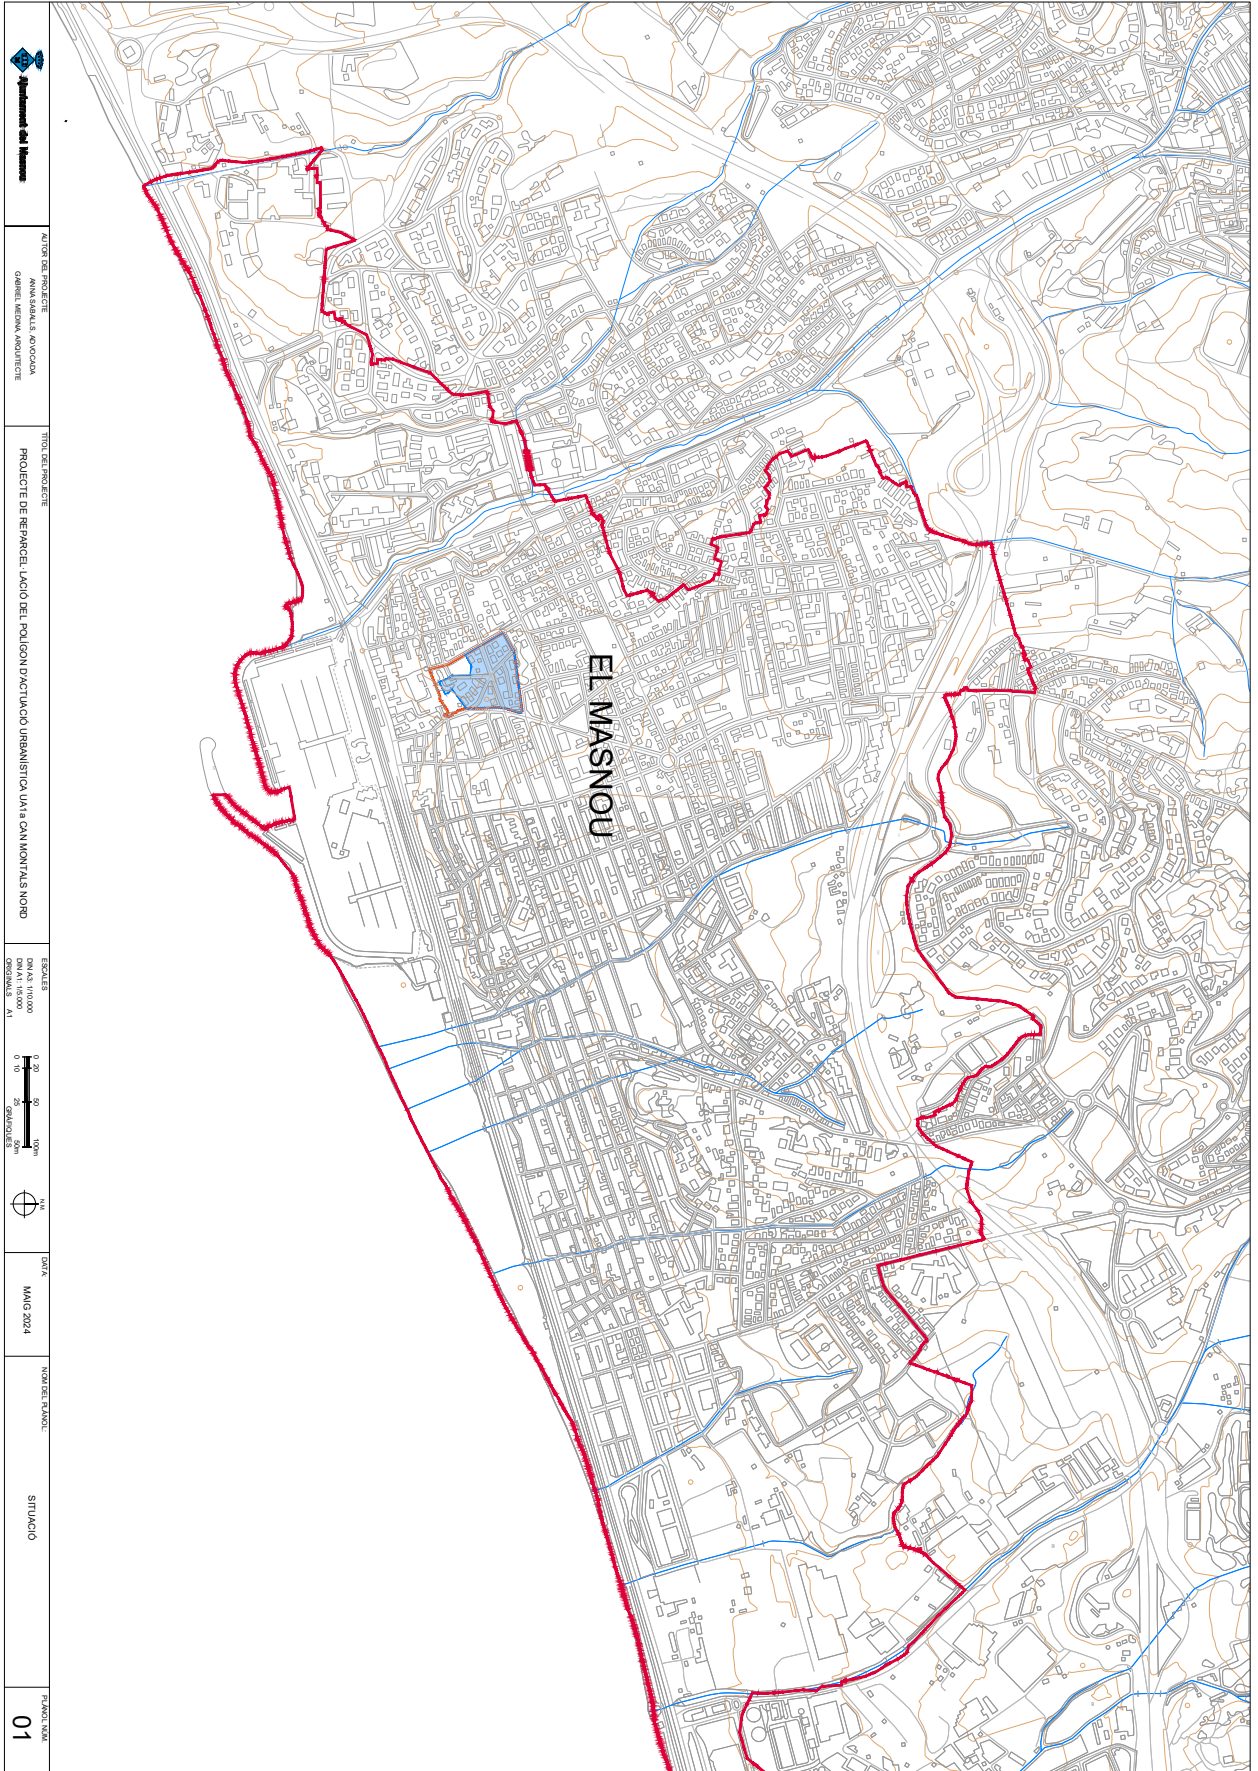 EL MASNOU
Ajuntament del Masnou
AUTOR DEL PROJECTE
ANNA SABALLS, ADVOCADA
GABRIEL MEDINA, ARQUITECTE
TÍTOL DEL PROJECTE
PROJECTE DE REPARCEL.LACIÓ DEL POLÍGON D'ACTUACIÓ URBANÍSTICA UA1a CAN MONTALS NORD
ESCALES
DIN A3: 1/10.000
DIN A1: 1/5.000
ORIGINALS A1
0 20 50 100m
0 10 25 50m
GRÀFIQUES
N.M.
DATA:
MAIG 2024
NOM DEL PLÀNOL:
SITUACIÓ
PLÀNOL NÚM.
01